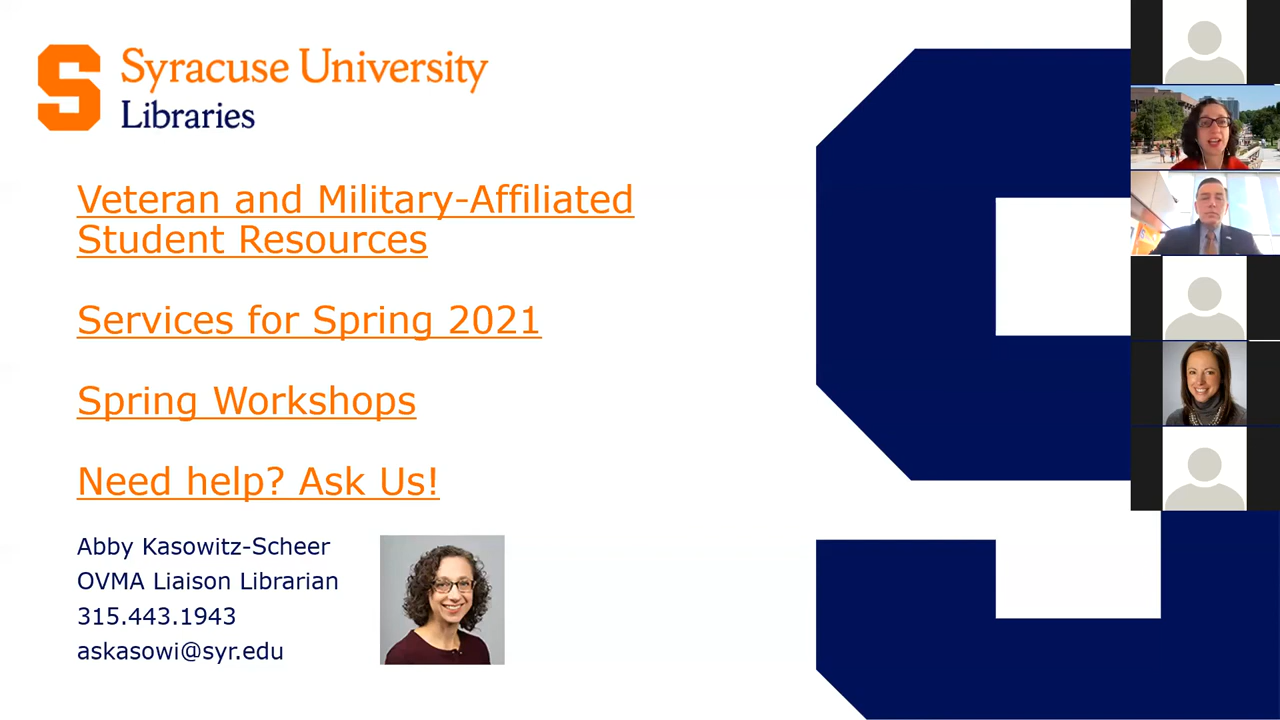 Syracuse University
Libraries
Veteran and Military-Affiliated
Student Resources
Services for Spring 2021
Spring Workshops
Need help? Ask Us!
Abby Kasowitz-Scheer
OVMA Liaison Librarian
315.443.1943
askasowi@syr.edu